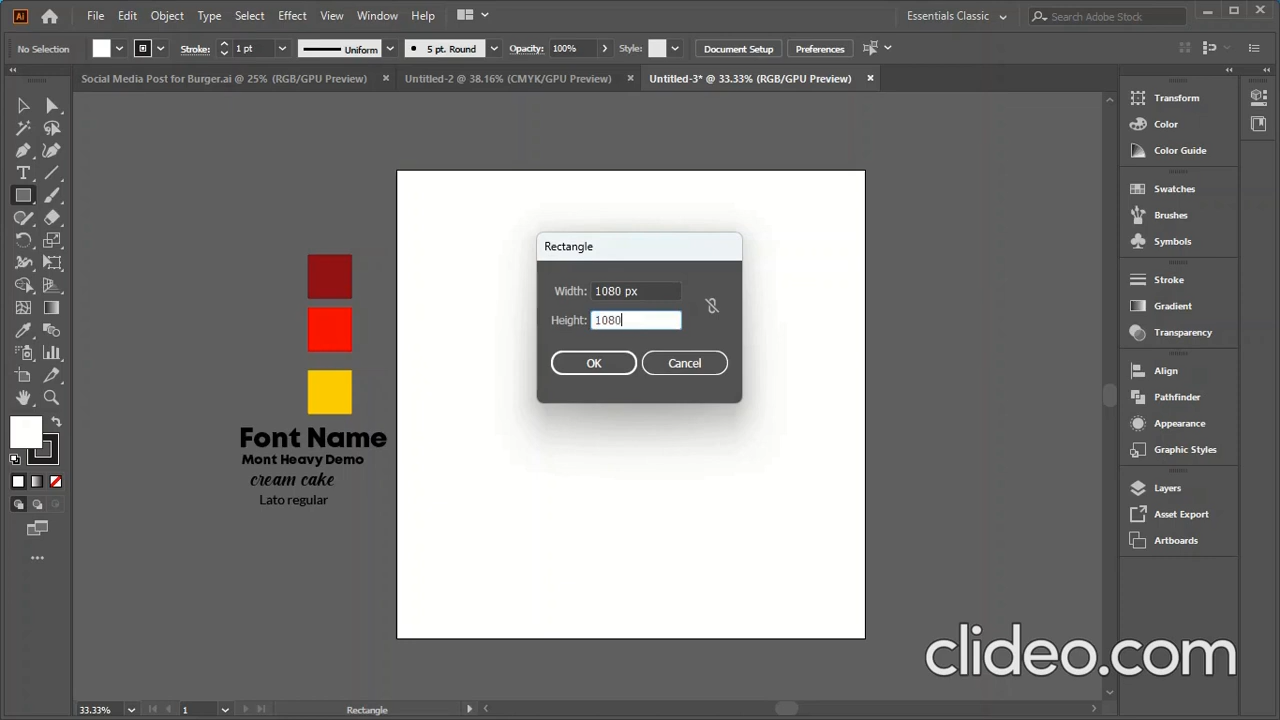 Ai File Edit Object Type Select Effect View Window Help Essentials Classic Search Adobe Stock
No Selection Stroke: 1 pt Uniform 5 pt. Round Opacity: 100% Style: Document Setup Preferences
Social Media Post for Burger.ai @ 25% (RGB/GPU Preview) × Untitled-2 @ 38.16% (CMYK/GPU Preview) × Untitled-3* @ 33.33% (RGB/GPU Preview) ×
Transform
Color
Color Guide
Swatches
Brushes
Symbols
Stroke
Gradient
Transparency
Align
Pathfinder
Appearance
Graphic Styles
Layers
Asset Export
Artboards
Rectangle
Width: 1080 px
Height: 1080
OK Cancel
Font Name
Mont Heavy Demo
cream cake
Lato regular
clideo.com
33.33% 1 Rectangle